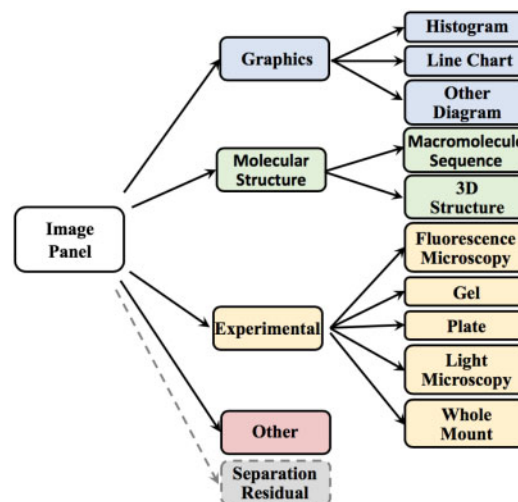 Image
Panel
Graphics
Histogram
Line Chart
Other
Diagram
Molecular
Structure
Macromolecule
Sequence
3D
Structure
Experimental
Fluorescence
Microscopy
Gel
Plate
Light
Microscopy
Whole
Mount
Other
Separation
Residual